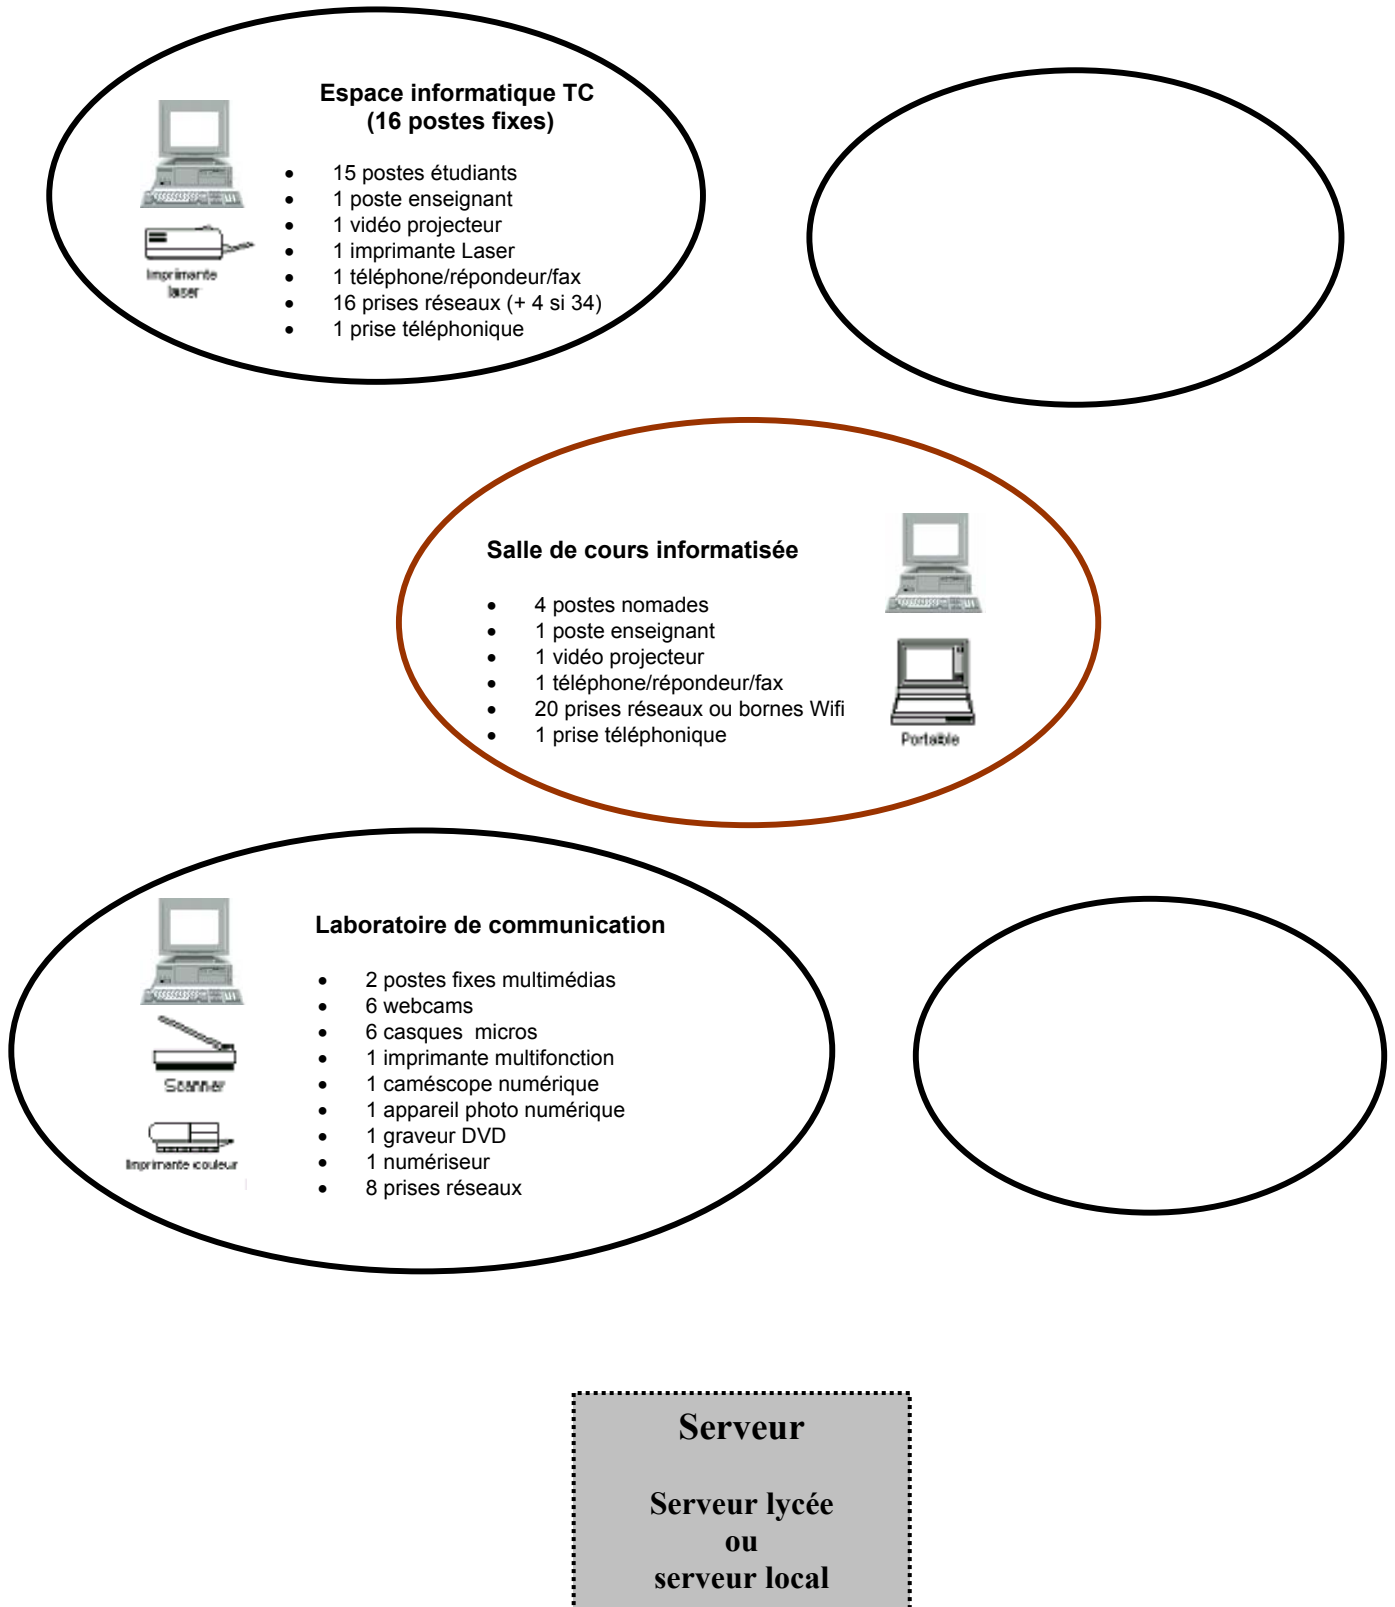 Espace informatique TC
(16 postes fixes)
• 15 postes étudiants
• 1 poste enseignant
• 1 vidéo projecteur
• 1 imprimante Laser
• 1 téléphone/répondeur/fax
• 16 prises réseaux (+ 4 si 34)
• 1 prise téléphonique
Imprimante
laser
Salle de cours informatisée
• 4 postes nomades
• 1 poste enseignant
• 1 vidéo projecteur
• 1 téléphone/répondeur/fax
• 20 prises réseaux ou bornes Wifi
• 1 prise téléphonique
Portable
Laboratoire de communication
• 2 postes fixes multimédias
• 6 webcams
• 6 casques micros
• 1 imprimante multifonction
• 1 caméscope numérique
• 1 appareil photo numérique
• 1 graveur DVD
• 1 numériseur
• 8 prises réseaux
Scanner
Imprimante couleur
Serveur
Serveur lycée
ou
serveur local